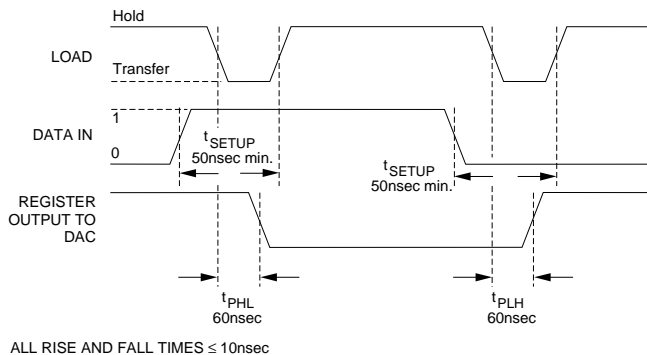 Hold
LOAD
Transfer
1
DATA IN
0
tSETUP
50nsec min.
tSETUP
50nsec min.
REGISTER
OUTPUT TO
DAC
tPHL
60nsec
tPLH
60nsec
ALL RISE AND FALL TIMES ≤ 10nsec